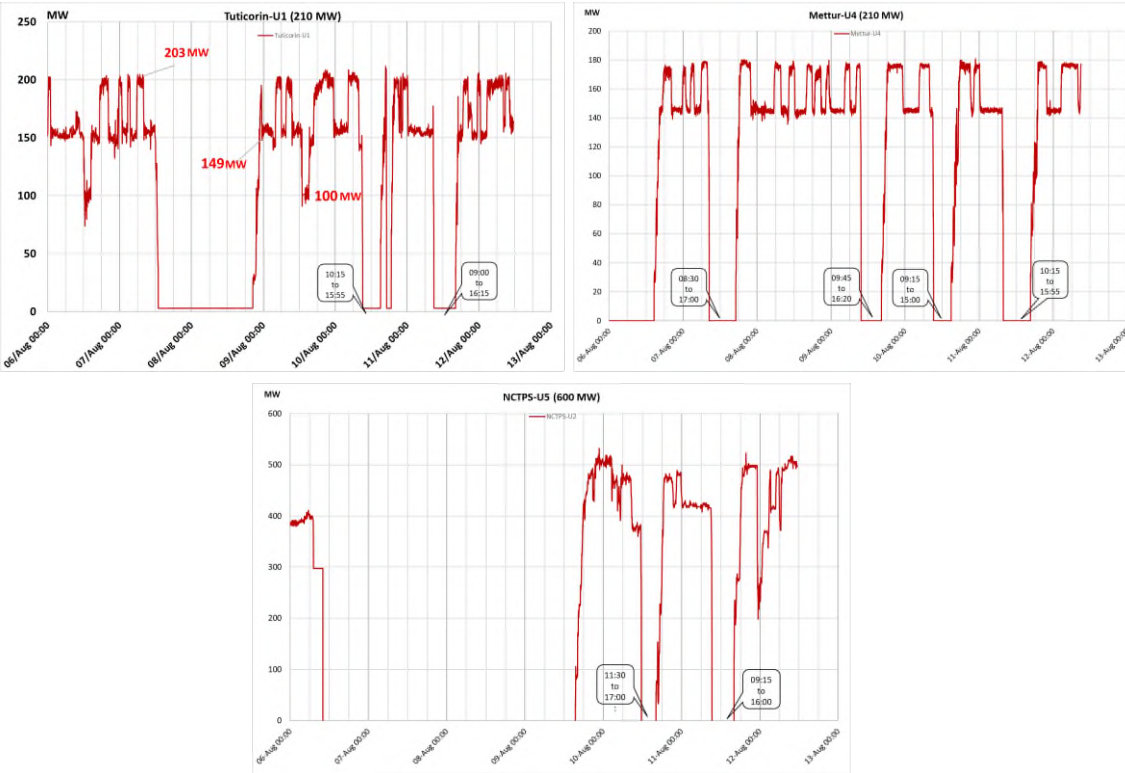 MW
Tuticorin-U1 (210 MW)
Tuticorin-U1
250
200
150
100
50
0
203 MW
149 MW
100 MW
10:15
to
15:55
09:00
to
16:15
06/Aug 00:00
07/Aug 00:00
08/Aug 00:00
09/Aug 00:00
10/Aug 00:00
11/Aug 00:00
12/Aug 00:00
13/Aug 00:00
MW
Mettur-U4 (210 MW)
Mettur-U4
200
180
160
140
120
100
80
60
40
20
0
08:30
to
17:00
09:45
to
16:20
09:15
to
15:00
10:15
to
15:55
06-Aug 00:00
07-Aug 00:00
08-Aug 00:00
09-Aug 00:00
10-Aug 00:00
11-Aug 00:00
12-Aug 00:00
13-Aug 00:00
MW
NCTPS-U5 (600 MW)
NCTPS-U2
600
500
400
300
200
100
0
11:30
to
17:00
:
09:15
to
16:00
06-Aug 00:00
07-Aug 00:00
08-Aug 00:00
09-Aug 00:00
10-Aug 00:00
11-Aug 00:00
12-Aug 00:00
13-Aug 00:00